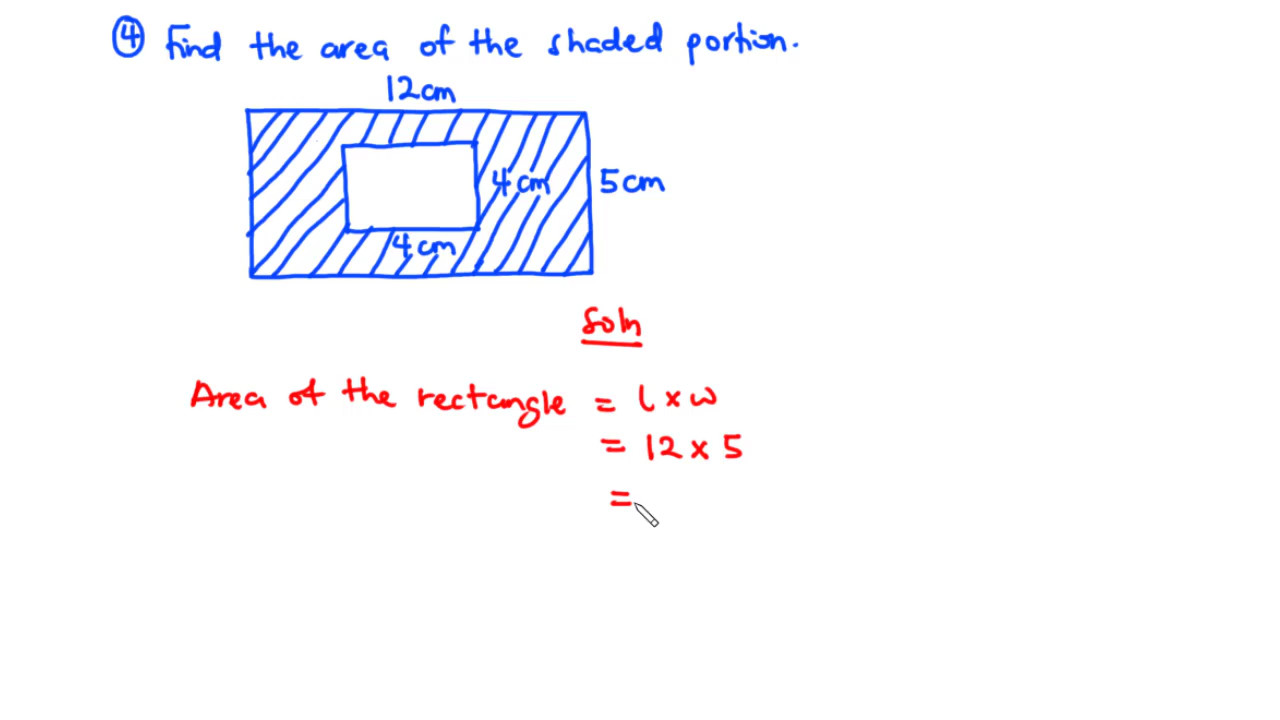 ④ Find the area of the shaded portion.
12cm
4cm
5cm
4cm
Soln
Area of the rectangle = l x w
= 12 x 5
=